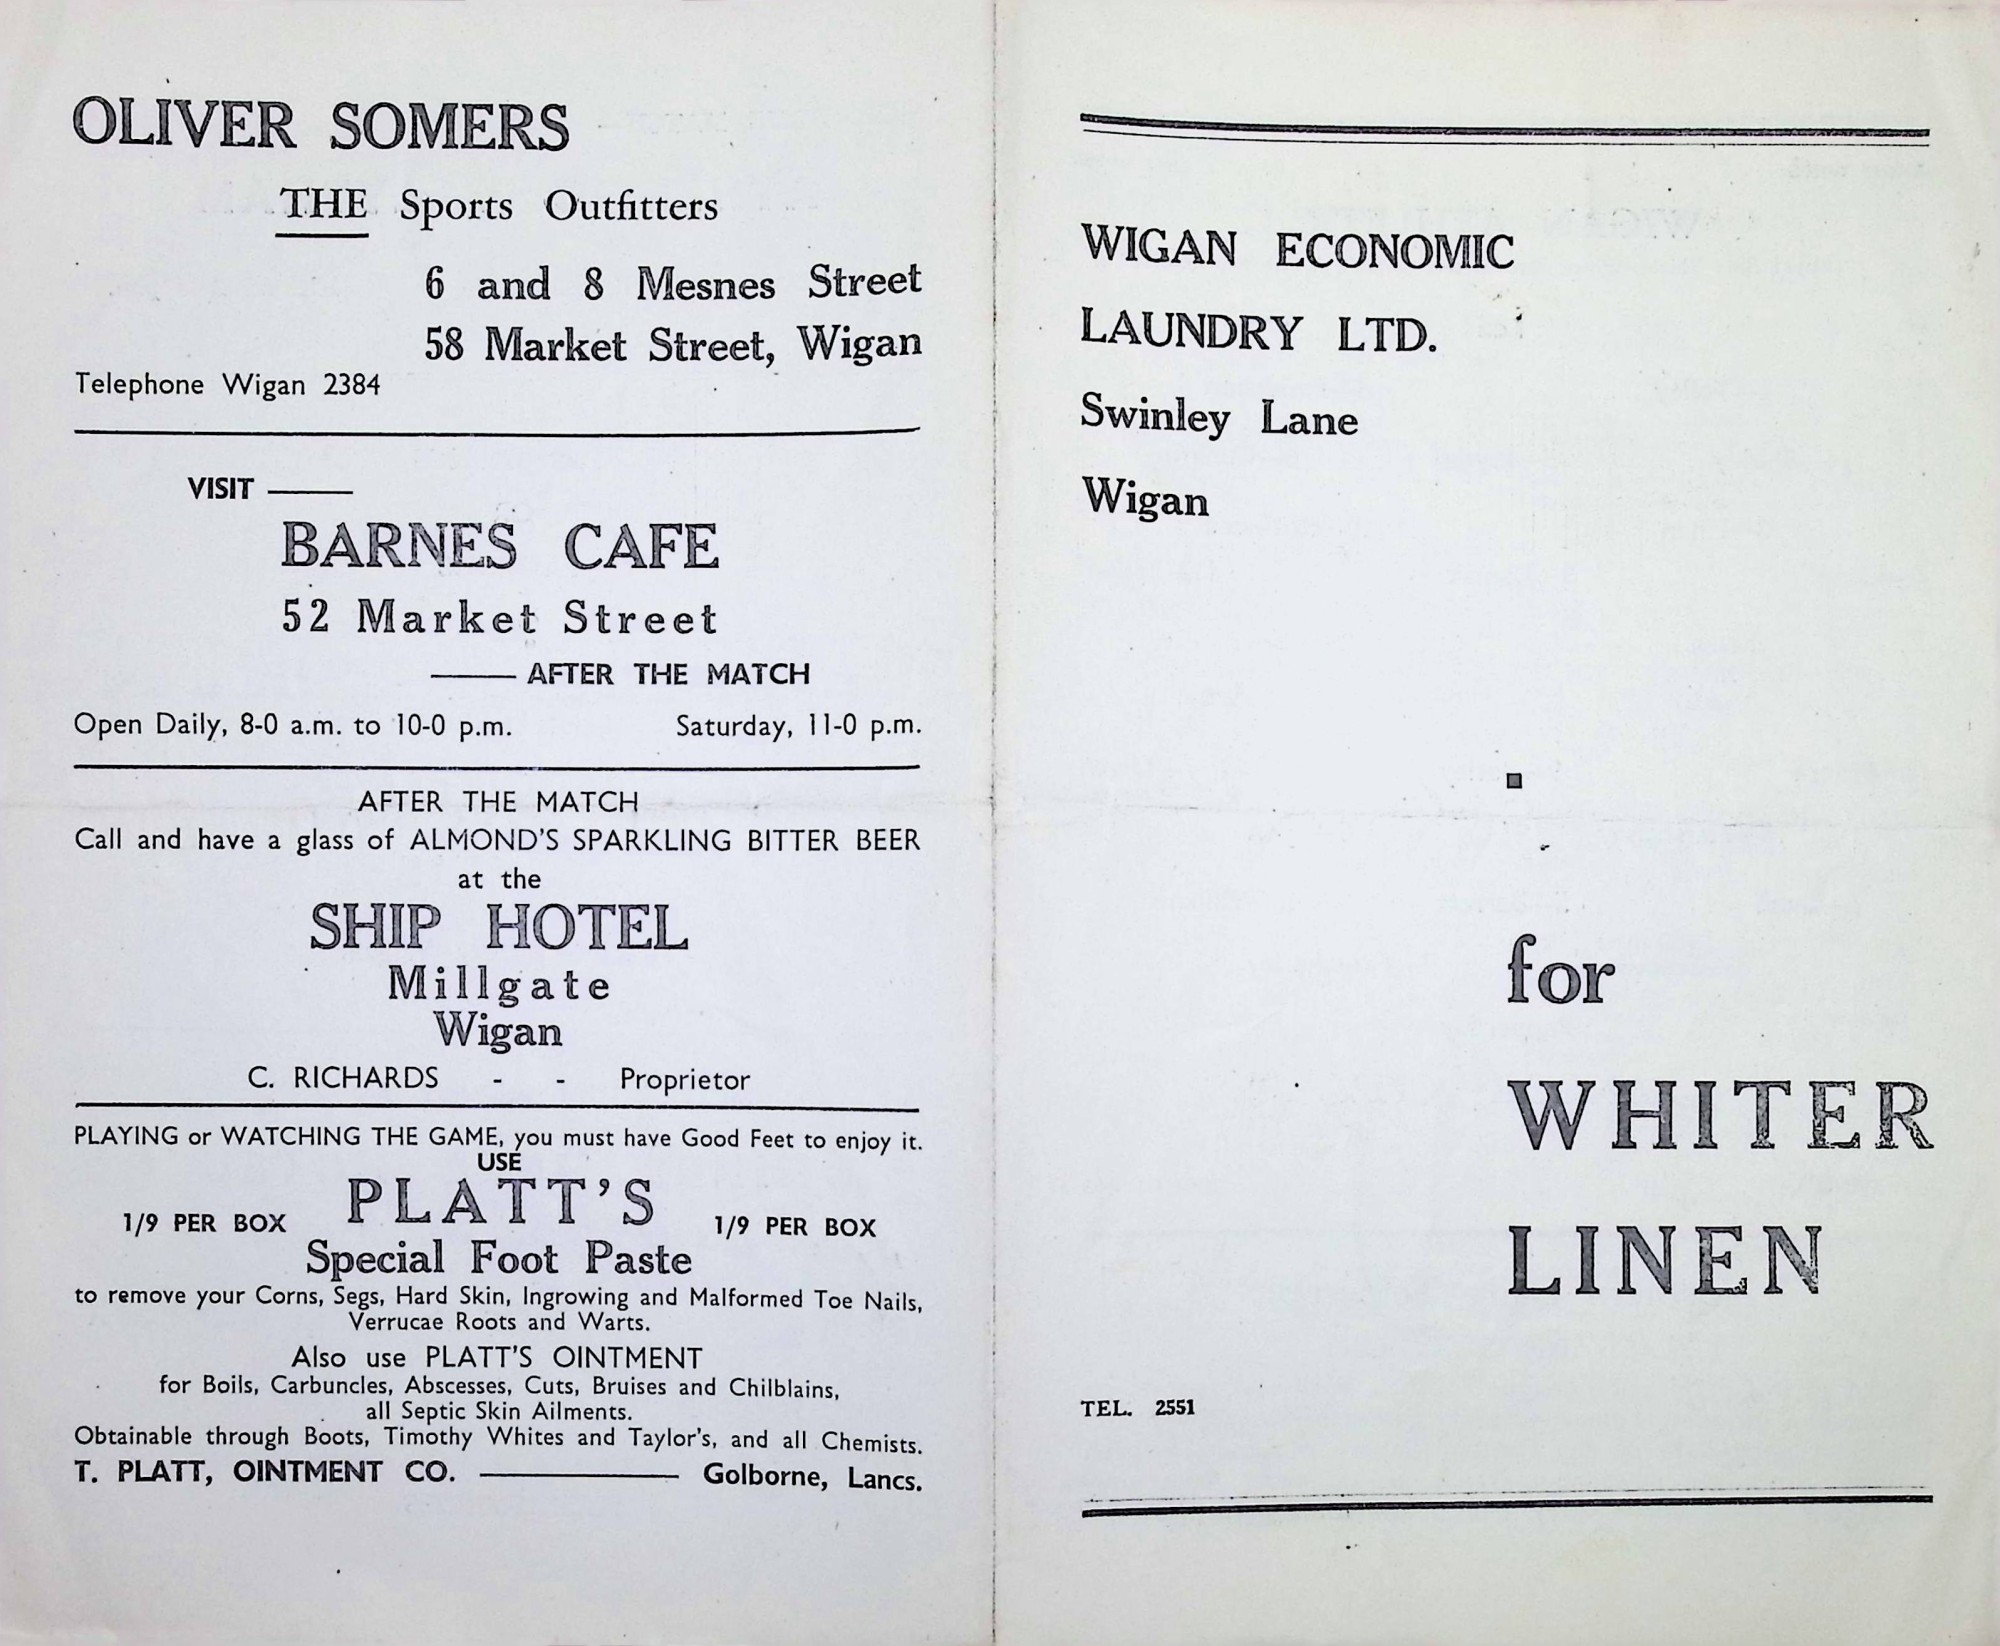 OLIVER SOMERS
THE Sports Outfitters
6 and 8 Mesnes Street
58 Market Street, Wigan
Telephone Wigan 2384
VISIT ——
BARNES CAFE
52 Market Street
—— AFTER THE MATCH
Open Daily, 8-0 a.m. to 10-0 p.m. Saturday, 11-0 p.m.
AFTER THE MATCH
Call and have a glass of ALMOND'S SPARKLING BITTER BEER
at the
SHIP HOTEL
Millgate
Wigan
C. RICHARDS - - Proprietor
PLAYING or WATCHING THE GAME, you must have Good Feet to enjoy it.
USE
PLATT'S
1/9 PER BOX 1/9 PER BOX
Special Foot Paste
to remove your Corns, Segs, Hard Skin, Ingrowing and Malformed Toe Nails,
Verrucae Roots and Warts.
Also use PLATT'S OINTMENT
for Boils, Carbuncles, Abscesses, Cuts, Bruises and Chilblains,
all Septic Skin Ailments.
Obtainable through Boots, Timothy Whites and Taylor's, and all Chemists.
T. PLATT, OINTMENT CO. —— Golborne, Lancs.
WIGAN ECONOMIC
LAUNDRY LTD.
Swinley Lane
Wigan
for
WHITER
LINEN
TEL. 2551